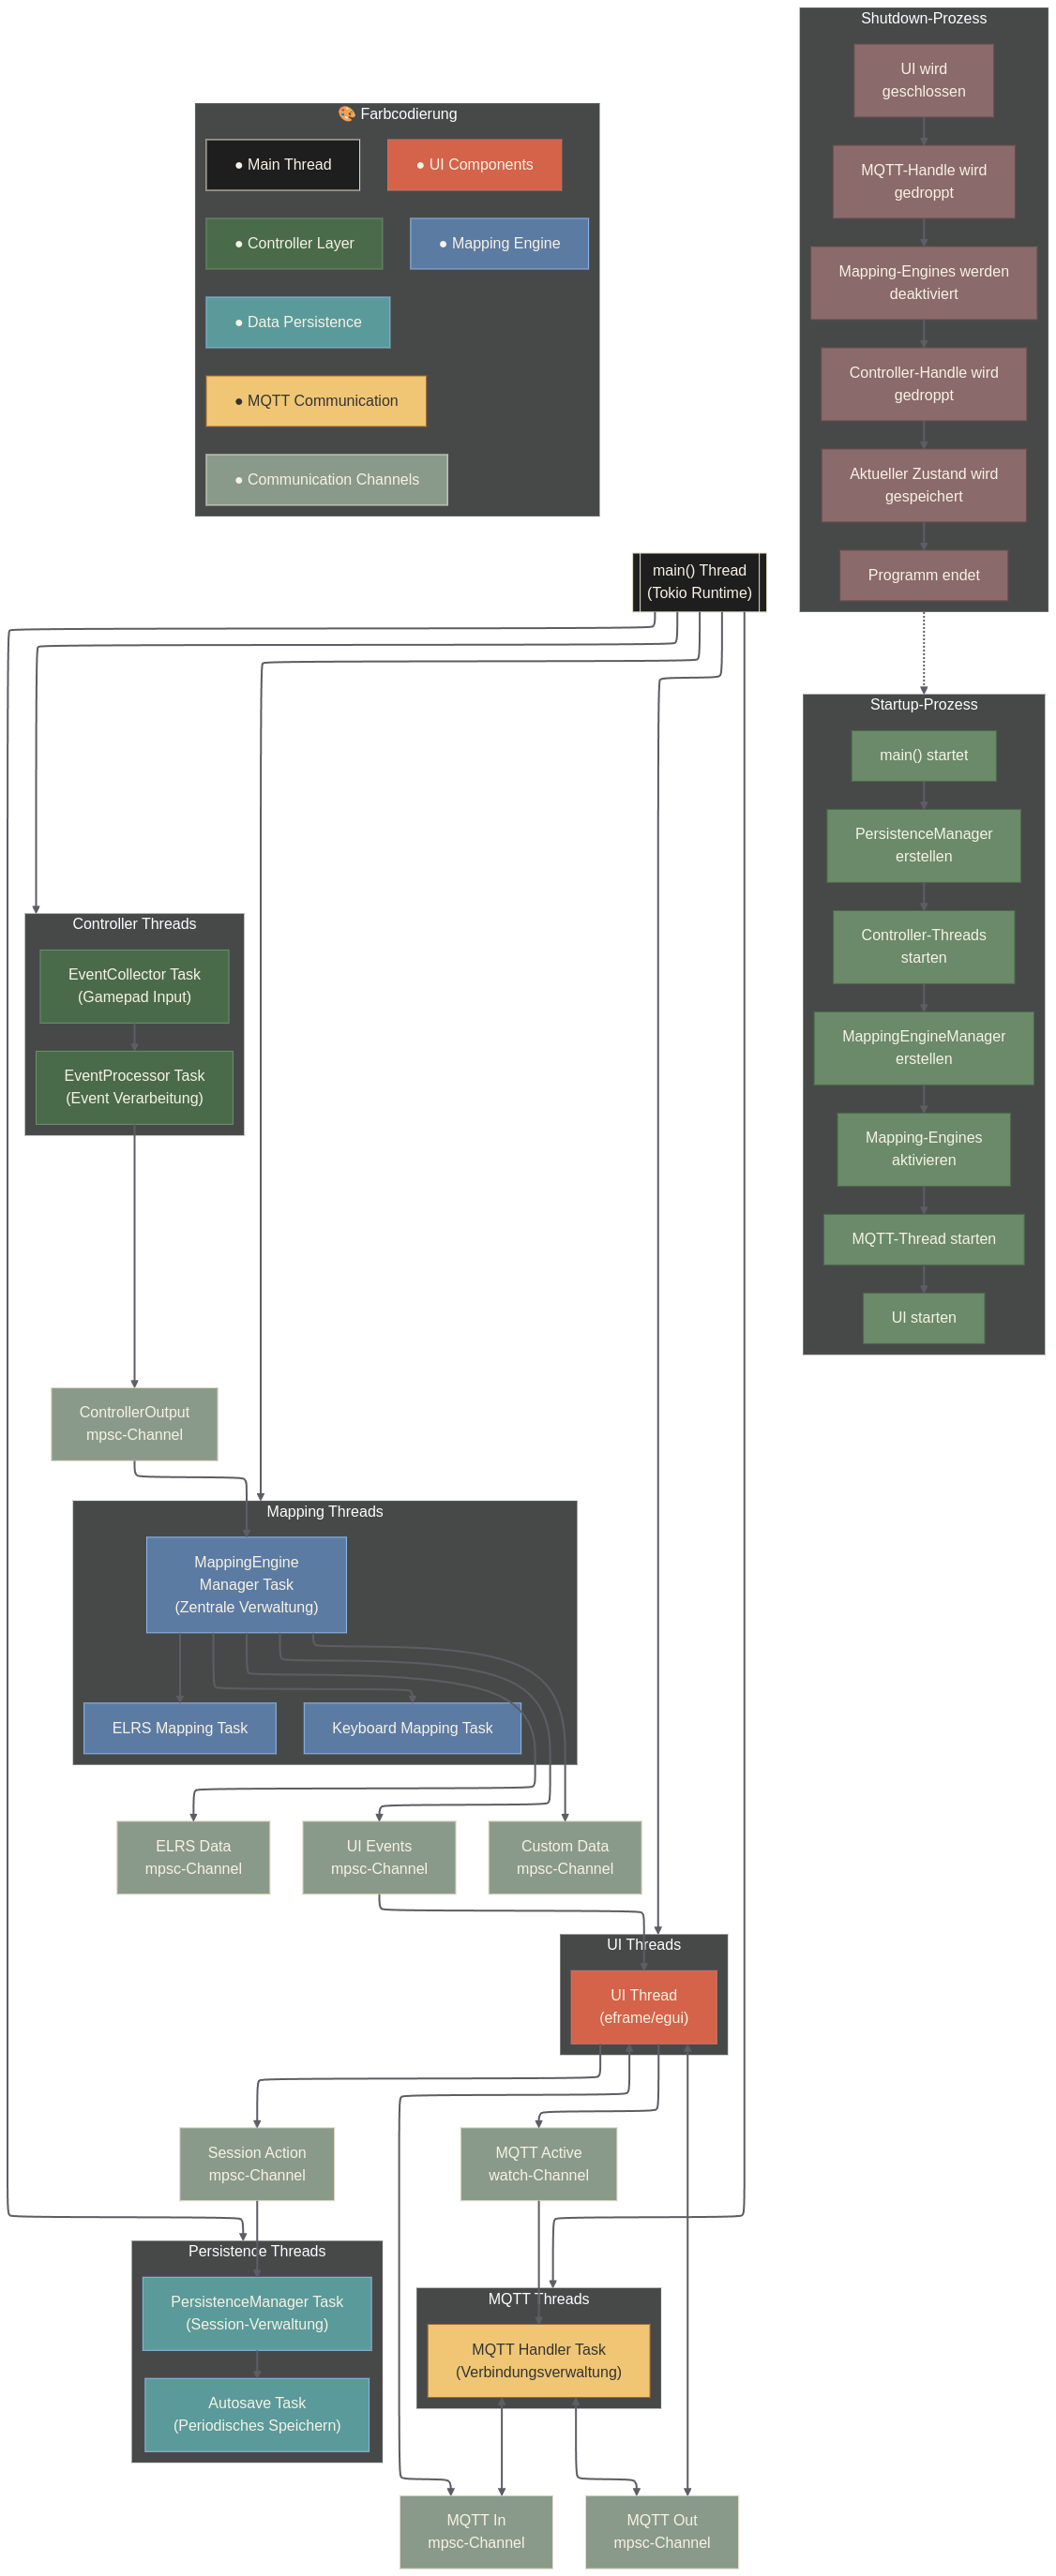 Shutdown-Prozess
UI wird
geschlossen
MQTT-Handle wird
gedroppt
Mapping-Engines werden
deaktiviert
Controller-Handle wird
gedroppt
Aktueller Zustand wird
gespeichert
Programm endet
🎨 Farbcodierung
● Main Thread
● UI Components
● Controller Layer
● Mapping Engine
● Data Persistence
● MQTT Communication
● Communication Channels
main() Thread
(Tokio Runtime)
Startup-Prozess
main() startet
PersistenceManager
erstellen
Controller-Threads
starten
MappingEngineManager
erstellen
Mapping-Engines
aktivieren
MQTT-Thread starten
UI starten
Controller Threads
EventCollector Task
(Gamepad Input)
EventProcessor Task
(Event Verarbeitung)
ControllerOutput
mpsc-Channel
Mapping Threads
MappingEngine
Manager Task
(Zentrale Verwaltung)
ELRS Mapping Task
Keyboard Mapping Task
ELRS Data
mpsc-Channel
UI Events
mpsc-Channel
Custom Data
mpsc-Channel
UI Threads
UI Thread
(eframe/egui)
Session Action
mpsc-Channel
MQTT Active
watch-Channel
Persistence Threads
PersistenceManager Task
(Session-Verwaltung)
Autosave Task
(Periodisches Speichern)
MQTT Threads
MQTT Handler Task
(Verbindungsverwaltung)
MQTT In
mpsc-Channel
MQTT Out
mpsc-Channel